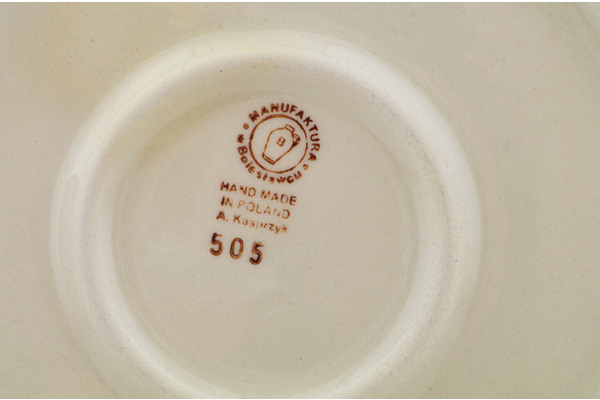 MANUFAKTURA
w Bolesławcu
B
HAND MADE
IN POLAND
A. Kasprzyk
505